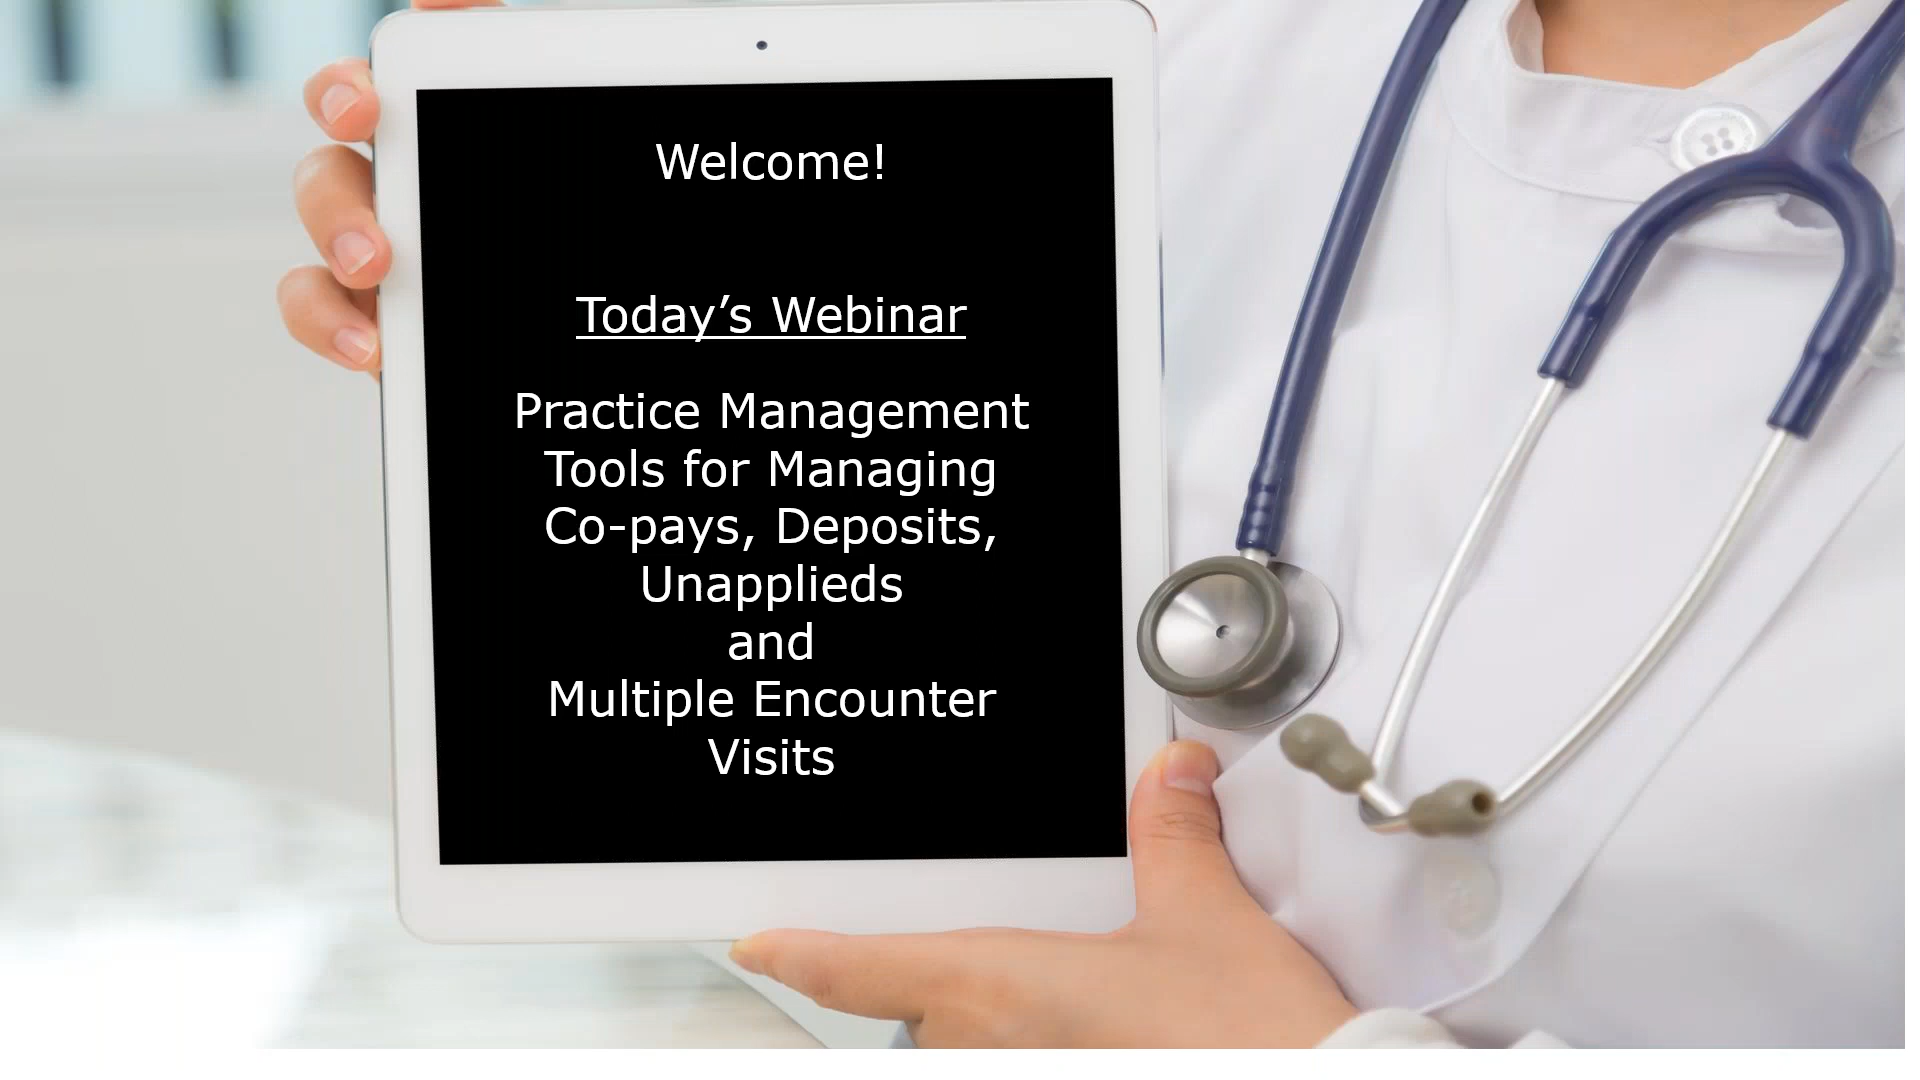 Welcome!
Today’s Webinar
Practice Management
Tools for Managing
Co-pays, Deposits,
Unapplieds
and
Multiple Encounter
Visits